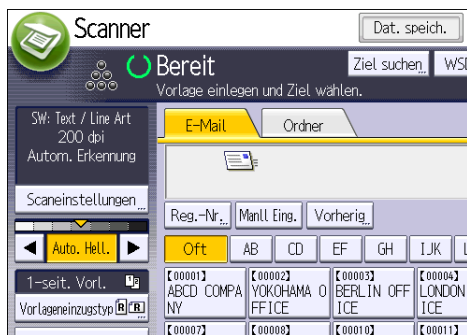 Scanner
Dat. speich.
Bereit
Ziel suchen
WSD
Vorlage einlegen und Ziel wählen.
SW: Text / Line Art
200 dpi
Autom. Erkennung
Scaneinstellungen
Auto. Hell.
1-seit. Vorl.
Vorlageneinzugstyp
E-Mail
Ordner
Reg.-Nr.
Manll Eing.
Vorherig.
Oft
AB
CD
EF
GH
IJK
L
[00001]
ABCD COMPA
NY
[00002]
YOKOHAMA O
FFICE
[00003]
BERLIN OFF
ICE
[00004]
LONDON
ICE
[00007]
[00008]
[00010]
[00011]